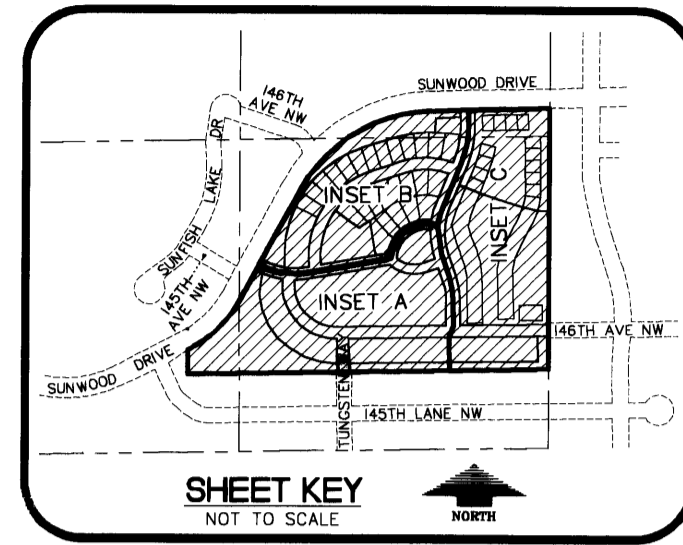 SUNWOOD DRIVE
146TH
AVE NW
SUNFISH LAKE DR
INSET B
INSET C
145TH
AVE NW
INSET A
146TH AVE NW
SUNWOOD DRIVE
TUNGSTEN
145TH LANE NW
SHEET KEY
NOT TO SCALE
NORTH